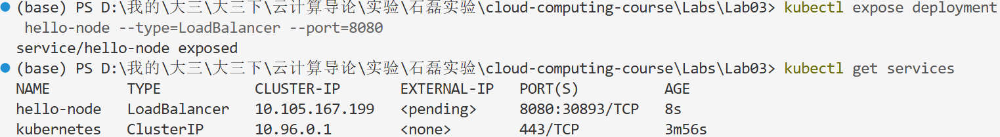 (base) PS D:\我的\大三\大三下\云计算导论\实验\石磊实验\cloud-computing-course\Labs\Lab03> kubectl expose deployment
hello-node --type=LoadBalancer --port=8080
service/hello-node exposed
(base) PS D:\我的\大三\大三下\云计算导论\实验\石磊实验\cloud-computing-course\Labs\Lab03> kubectl get services
NAME TYPE CLUSTER-IP EXTERNAL-IP PORT(S) AGE
hello-node LoadBalancer 10.105.167.199 <pending> 8080:30893/TCP 8s
kubernetes ClusterIP 10.96.0.1 <none> 443/TCP 3m56s